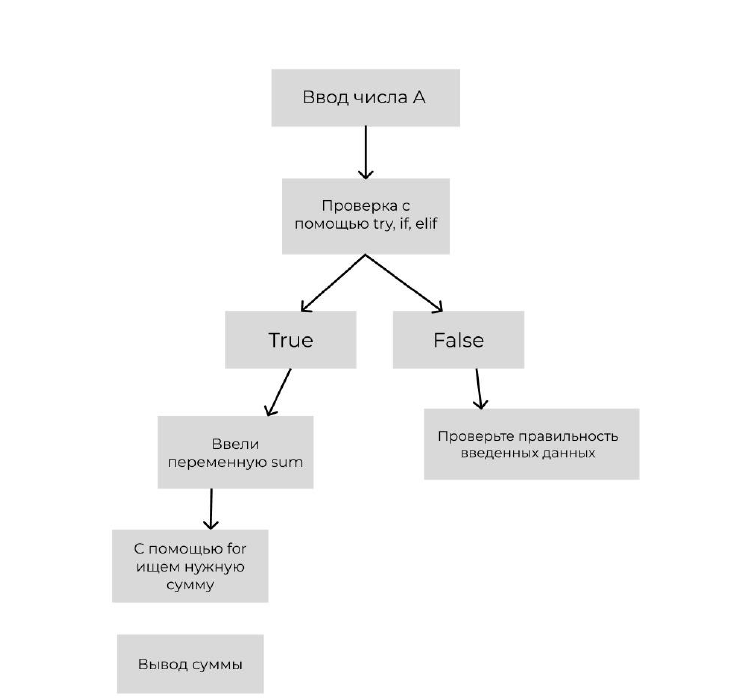 Ввод числа А
Проверка с
помощью try, if, elif
True
False
Ввели
переменную sum
Проверьте правильность
введенных данных
С помощью for
ищем нужную
сумму
Вывод суммы